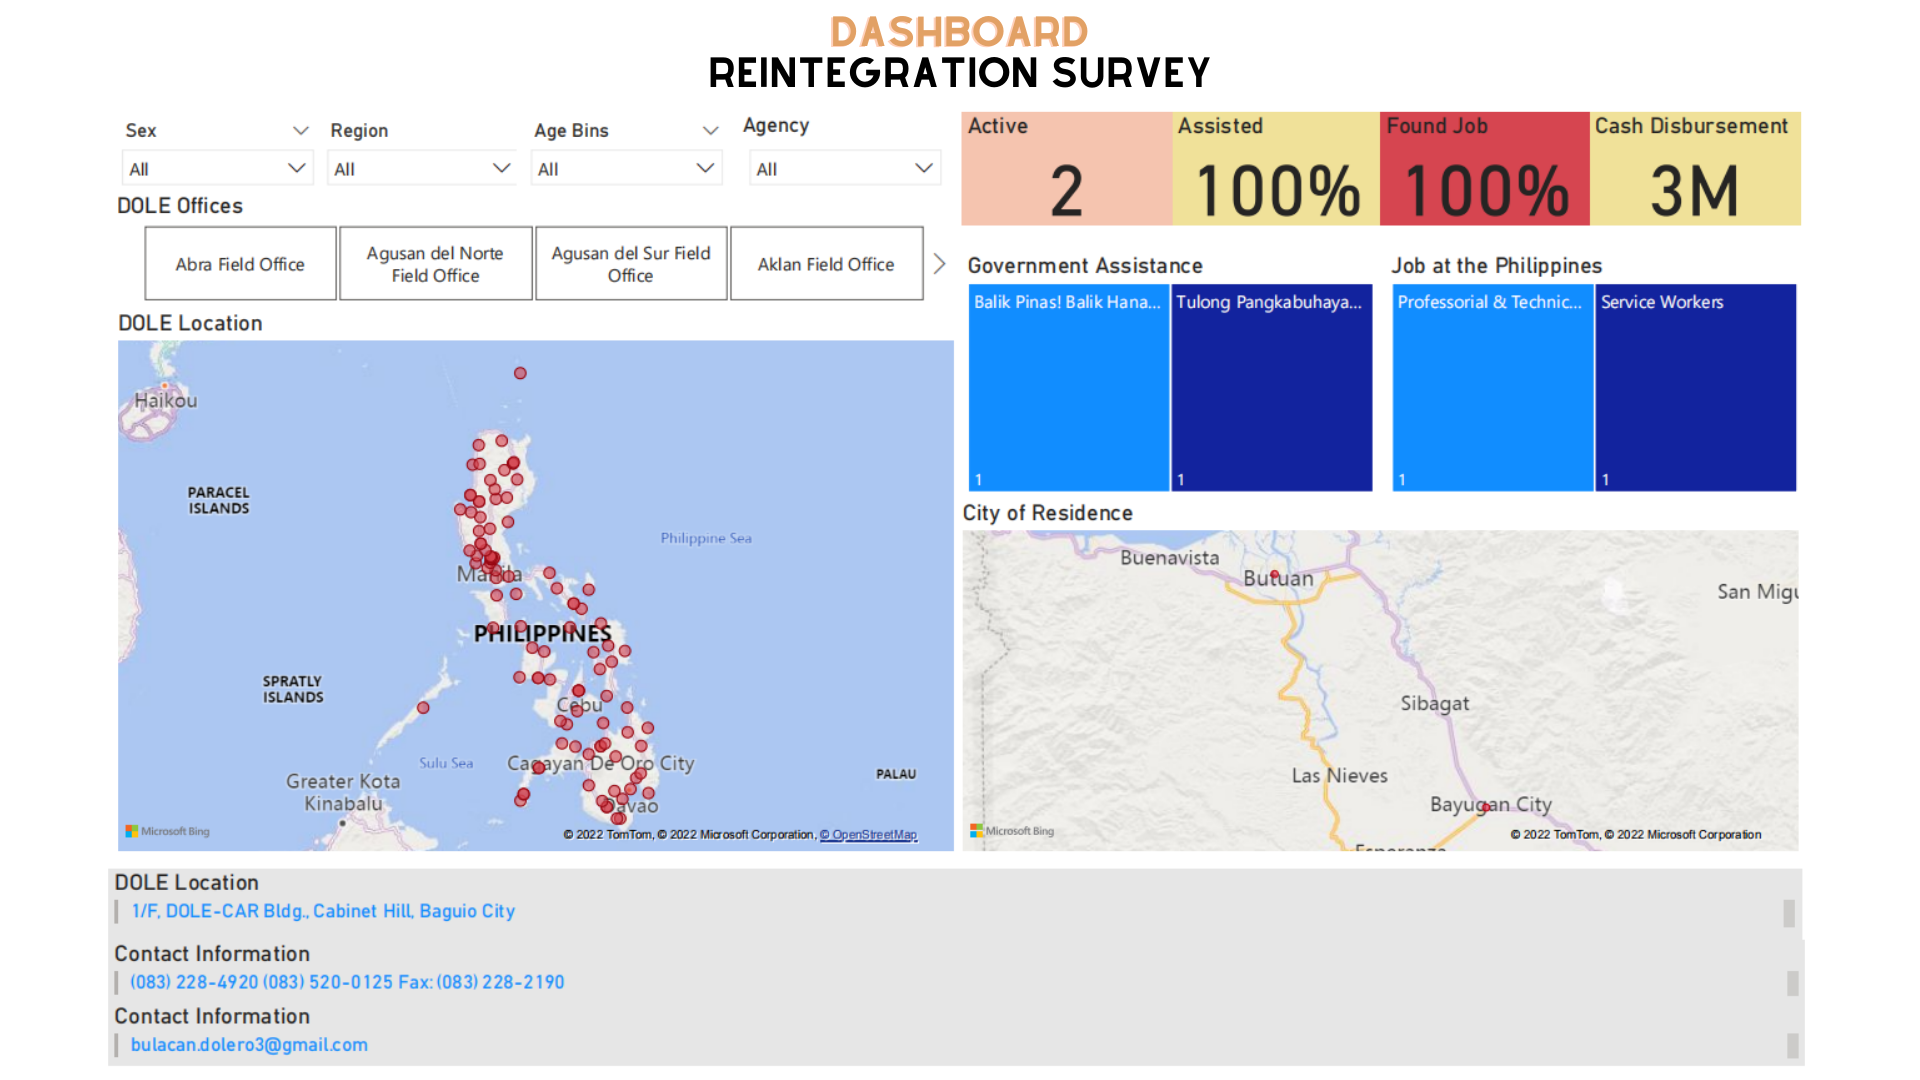 DASHBOARD
REINTEGRATION SURVEY
Sex
Region
Age Bins
Agency
All
All
All
All
DOLE Offices
Abra Field Office
Agusan del Norte
Field Office
Agusan del Sur Field
Office
Aklan Field Office
DOLE Location
Haikou
PARACEL
ISLANDS
Philippine Sea
Manila
PHILIPPINES
SPRATLY
ISLANDS
Cebu
Sulu Sea
Cagayan De Oro City
Greater Kota
Kinabalu
PALAU
Davao
Microsoft Bing
© 2022 TomTom, © 2022 Microsoft Corporation, © OpenStreetMap
Active
2
Assisted
100%
Found Job
100%
Cash Disbursement
3M
Government Assistance
Balik Pinas! Balik Hana...
1
Tulong Pangkabuhaya...
1
Job at the Philippines
Professorial & Technic...
1
Service Workers
1
City of Residence
Buenavista
Butuan
San Migu
Sibagat
Las Nieves
Bayugan City
Esperanza
Microsoft Bing
© 2022 TomTom, © 2022 Microsoft Corporation
DOLE Location
1/F, DOLE-CAR Bldg., Cabinet Hill, Baguio City
Contact Information
(083) 228-4920 (083) 520-0125 Fax: (083) 228-2190
Contact Information
bulacan.dolero3@gmail.com